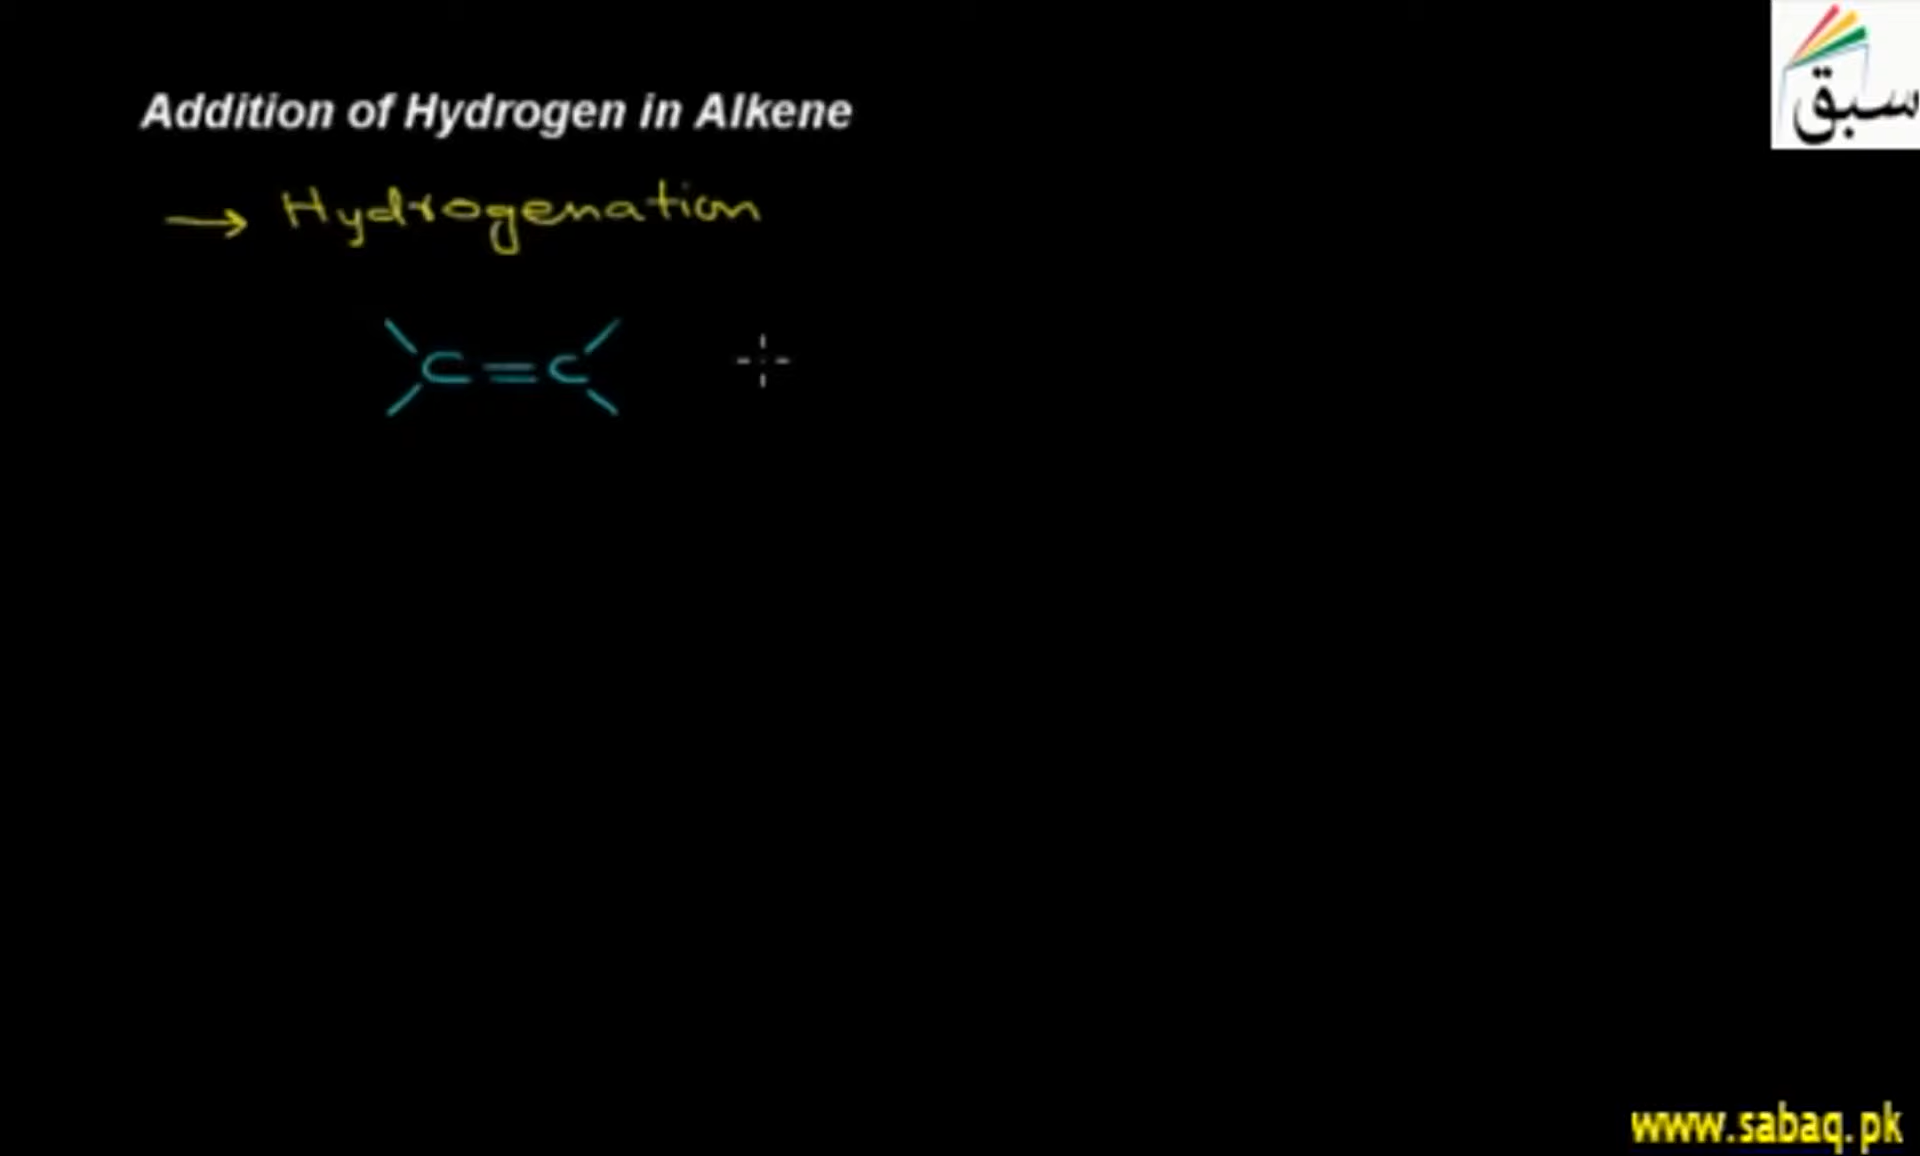 Addition of Hydrogen in Alkene
سبق
→ Hydrogenation
C=C
www.sabaq.pk